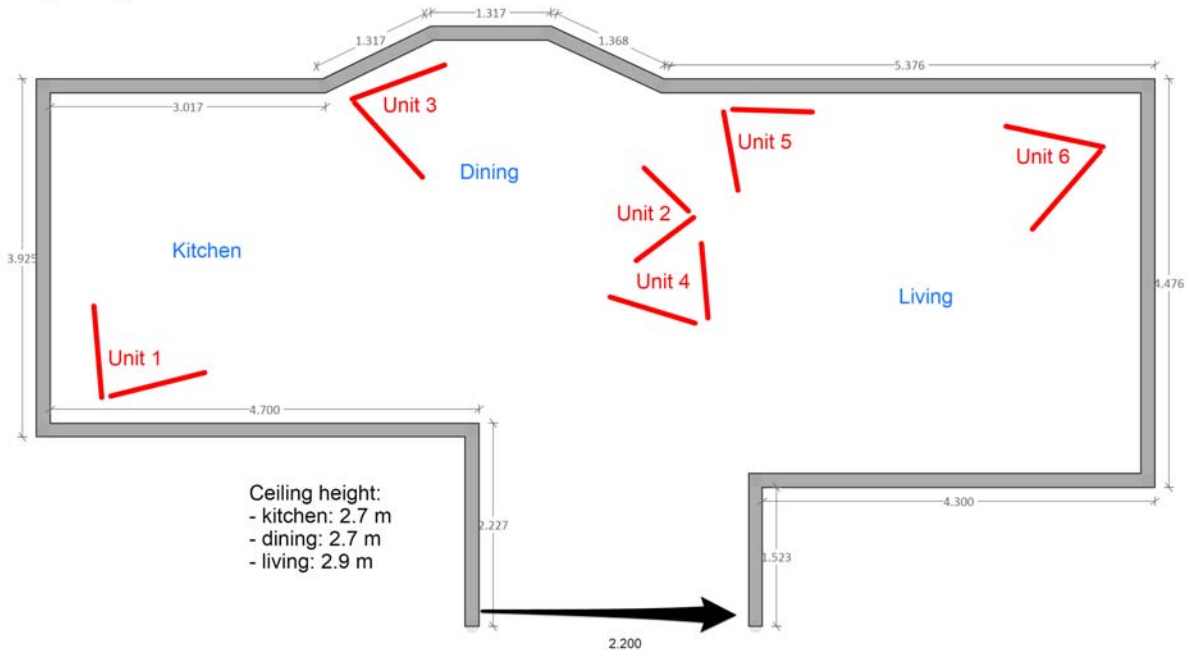 1.317
1.317
1.368
5.376
3.017
Unit 3
Unit 5
Unit 6
Dining
Unit 2
Kitchen
3.925
Unit 4
Living
4.476
Unit 1
4.700
Ceiling height:
- kitchen: 2.7 m
- dining: 2.7 m
- living: 2.9 m
2.227
4.300
1.523
2.200